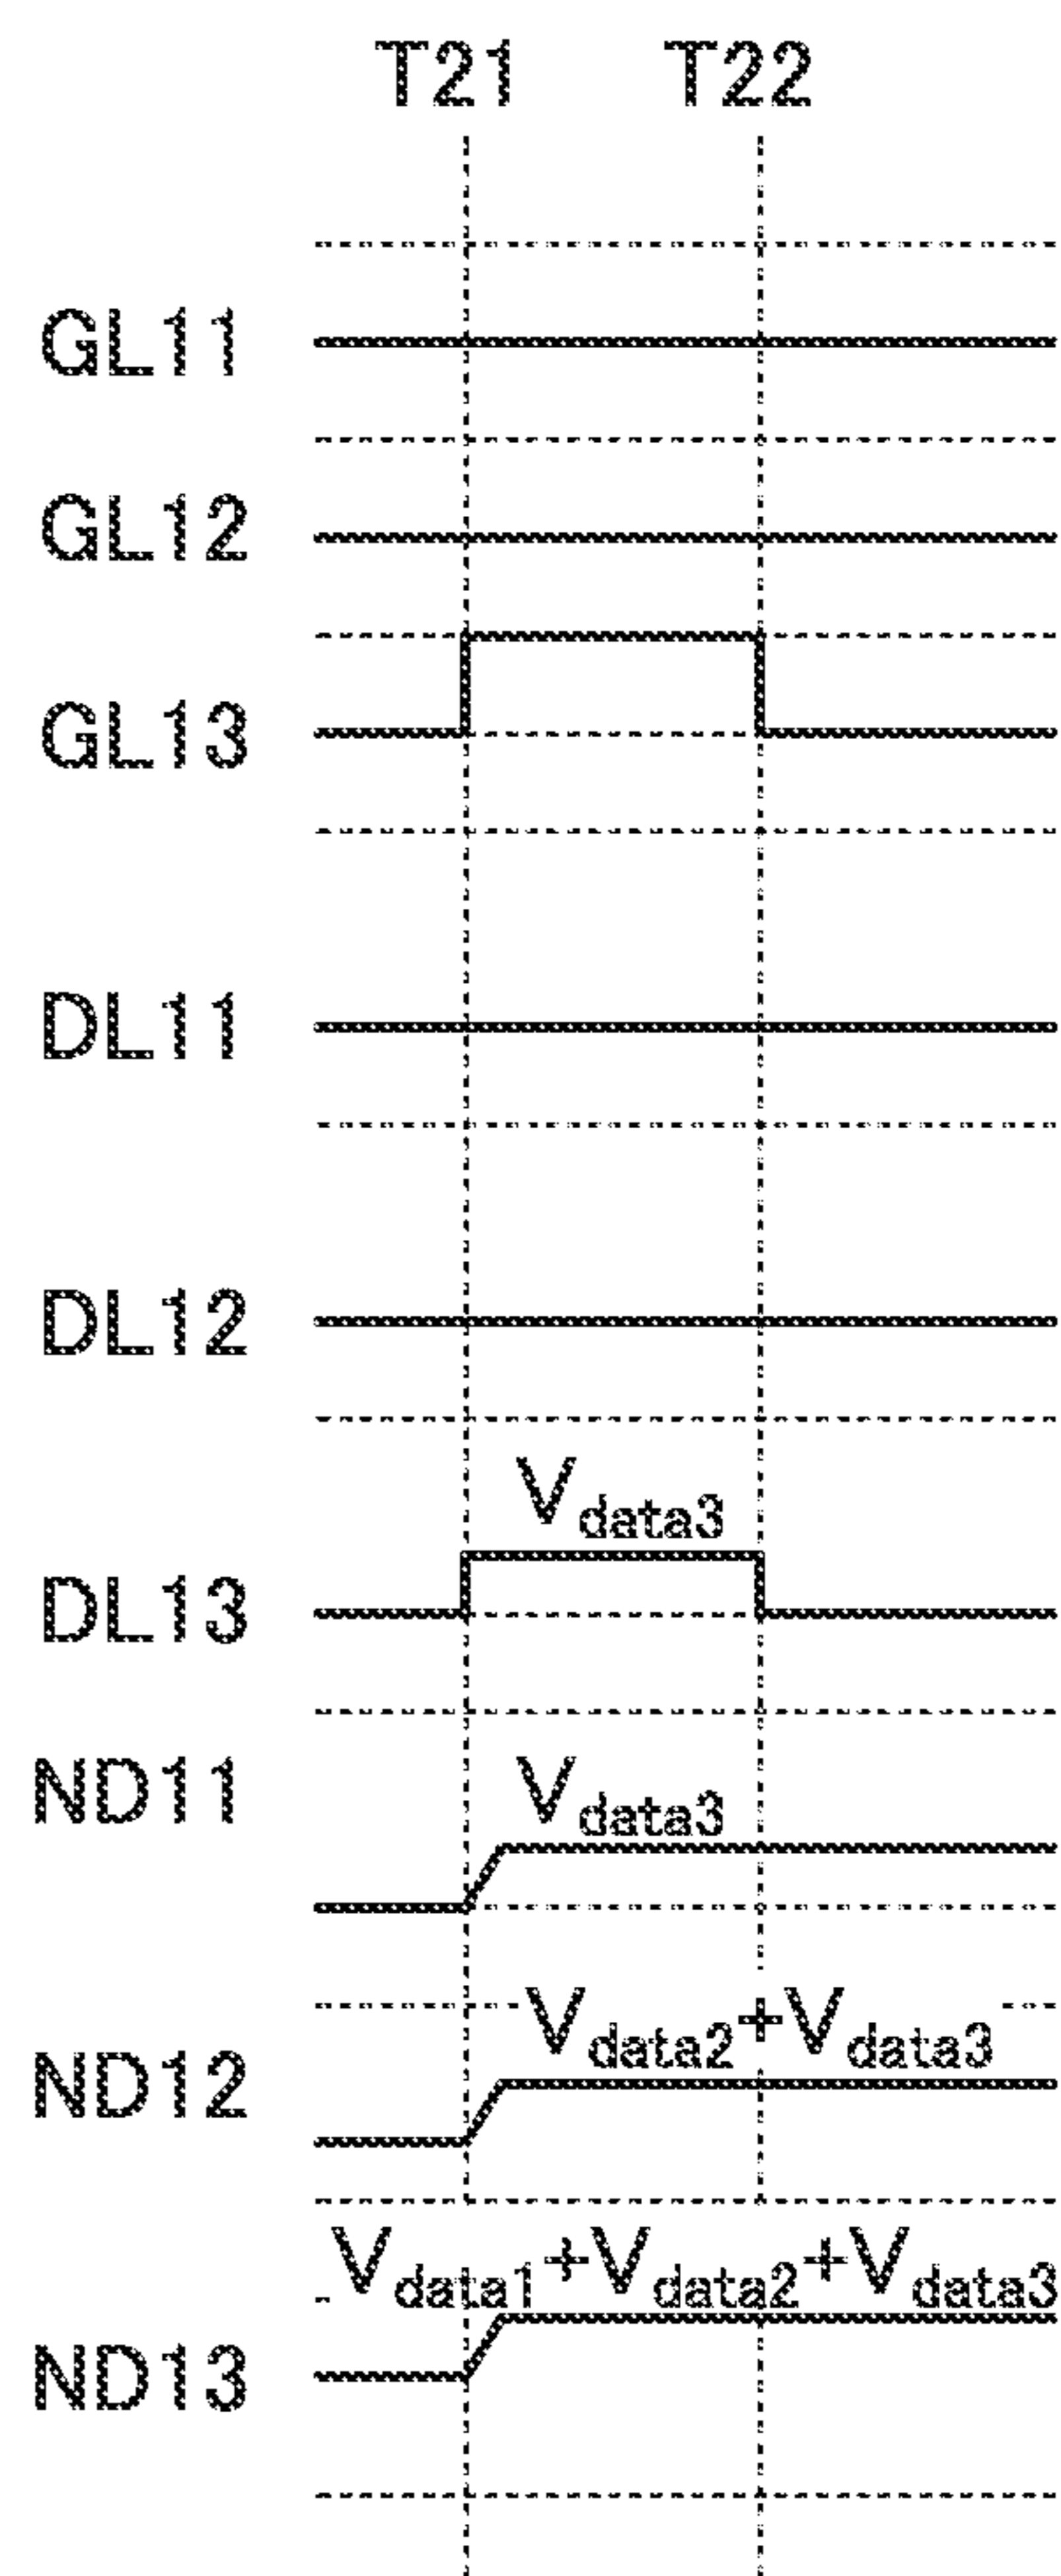 T21 T22
GL11
GL12
GL13
DL11
DL12
Vdata3
DL13
ND11 Vdata3
Vdata2+Vdata3
ND12
Vdata1+Vdata2+Vdata3
ND13